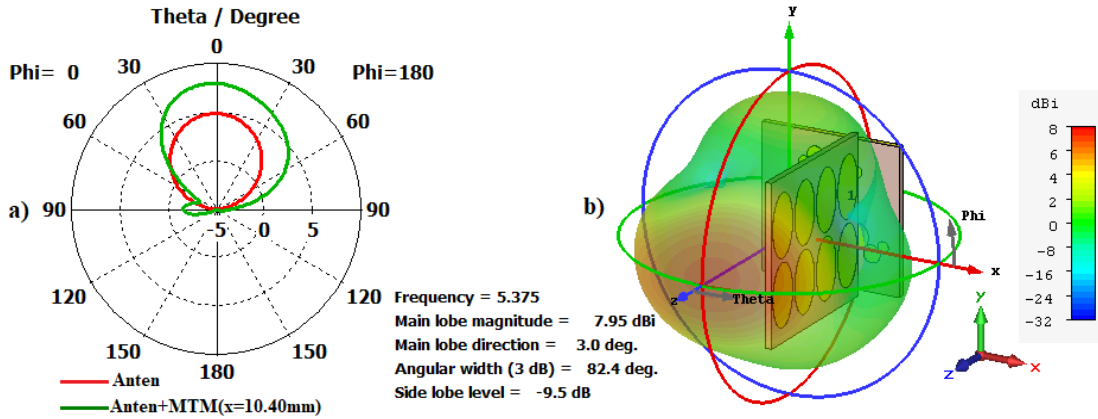 Theta / Degree
Phi= 0
0
Phi=180
30
30
60
60
a)
90
90
-5
0
5
120
120
150
150
180
Anten
Anten+MTM(x=10.40mm)
Frequency = 5.375
Main lobe magnitude = 7.95 dBi
Main lobe direction = 3.0 deg.
Angular width (3 dB) = 82.4 deg.
Side lobe level = -9.5 dB
b)
y
1
Phi
x
z
Theta
y
x
z
dBi
8
6
4
2
0
-8
-16
-24
-32